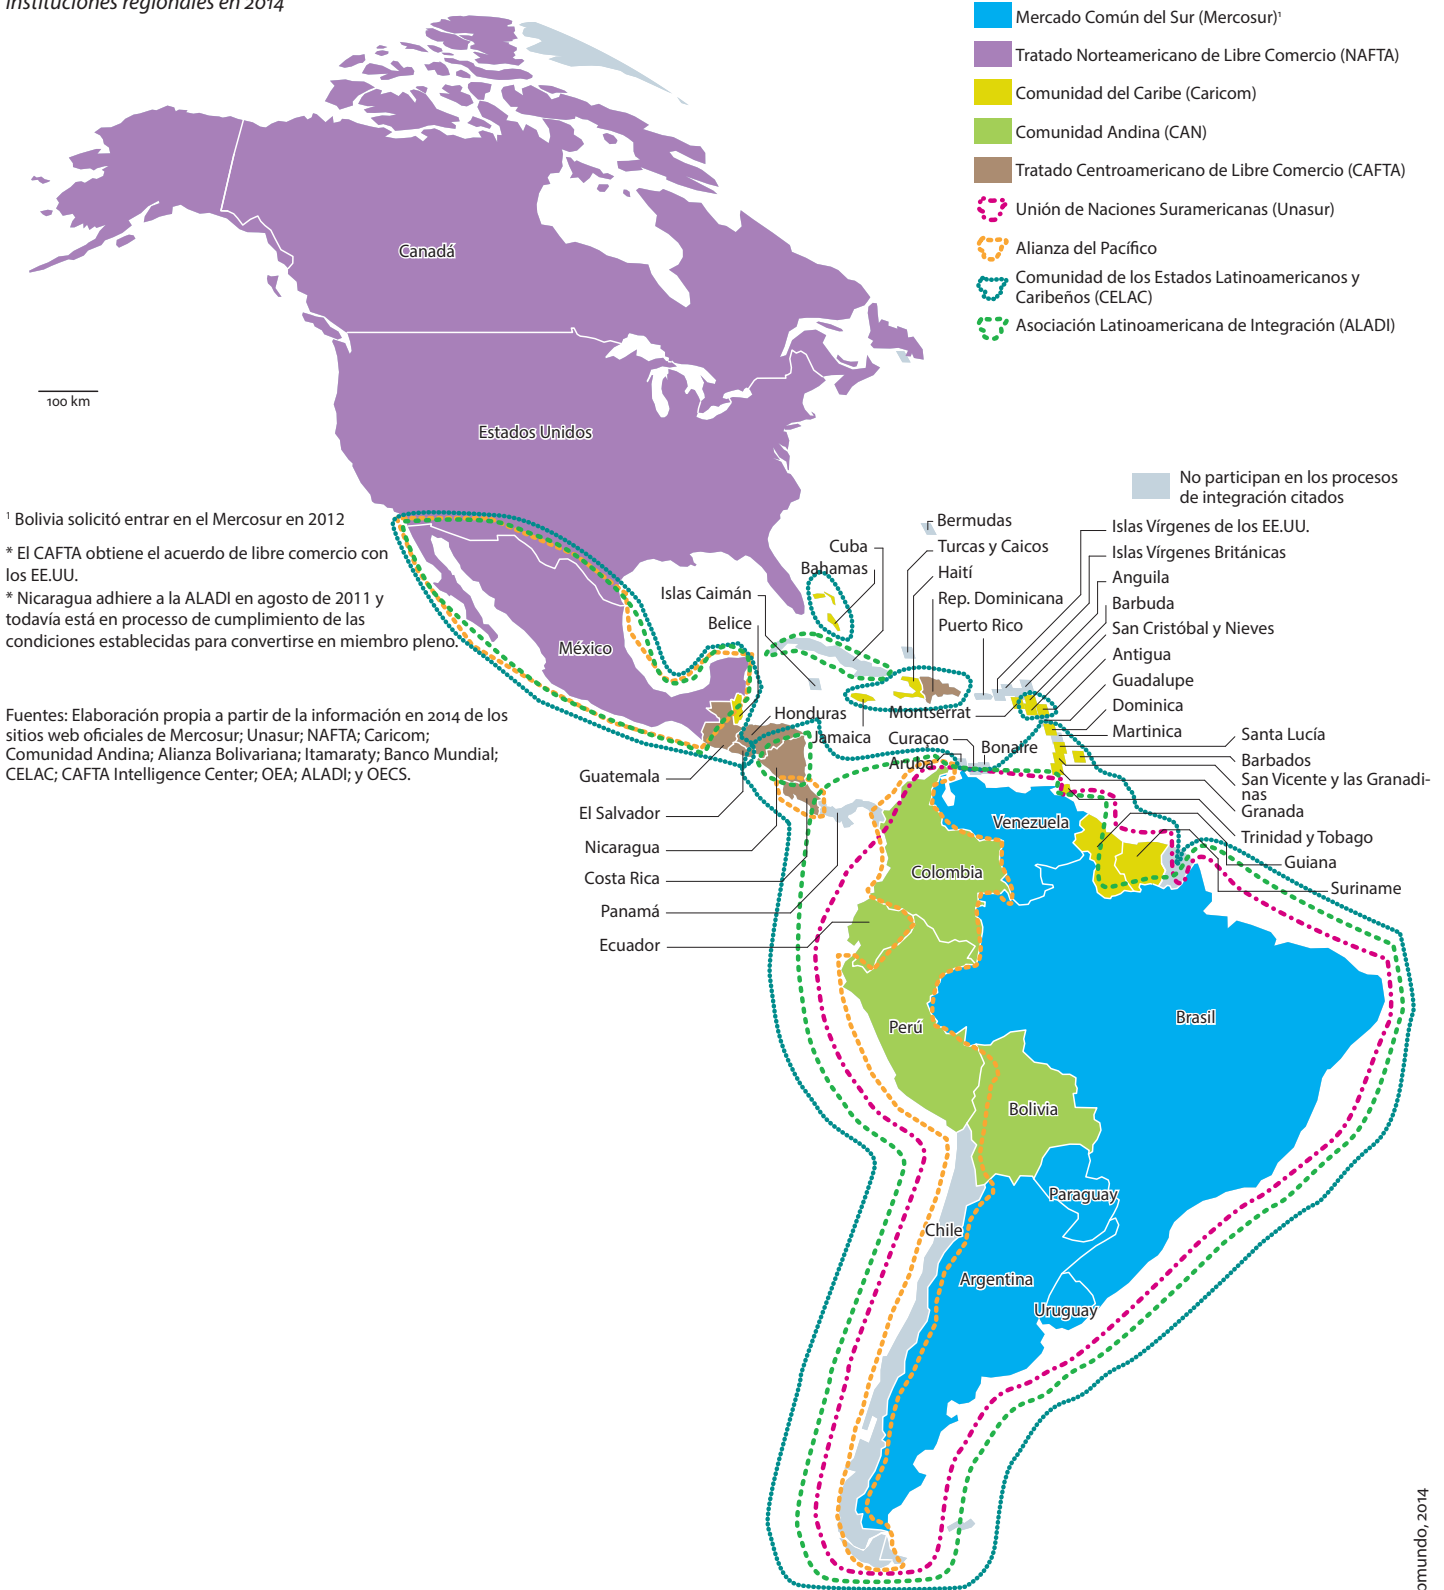 instituciones regionales en 2014
Mercado Común del Sur (Mercosur)¹
Tratado Norteamericano de Libre Comercio (NAFTA)
Comunidad del Caribe (Caricom)
Comunidad Andina (CAN)
Tratado Centroamericano de Libre Comercio (CAFTA)
Unión de Naciones Suramericanas (Unasur)
Alianza del Pacífico
Comunidad de los Estados Latinoamericanos y
Caribeños (CELAC)
Asociación Latinoamericana de Integración (ALADI)
Canadá
100 km
Estados Unidos
No participan en los procesos
de integración citados
¹ Bolivia solicitó entrar en el Mercosur en 2012
* El CAFTA obtiene el acuerdo de libre comercio con
los EE.UU.
* Nicaragua adhiere a la ALADI en agosto de 2011 y
todavía está en proceso de cumplimiento de las
condiciones establecidas para convertirse en miembro pleno.
Fuentes: Elaboración propia a partir de la información en 2014 de los
sitios web oficiales de Mercosur; Unasur; NAFTA; Caricom;
Comunidad Andina; Alianza Bolivariana; Itamaraty; Banco Mundial;
CELAC; CAFTA Intelligence Center; OEA; ALADI; y OECS.
México
Cuba
Bahamas
Islas Caimán
Belice
Bermudas
Turcas y Caicos
Haití
Rep. Dominicana
Puerto Rico
Islas Vírgenes de los EE.UU.
Islas Vírgenes Británicas
Anguila
Barbuda
San Cristóbal y Nieves
Antigua
Guadalupe
Dominica
Martinica
Santa Lucía
Barbados
San Vicente y las Granadi-
nas
Granada
Trinidad y Tobago
Guiana
Suriname
Honduras
Jamaica
Montserrat
Curaçao
Aruba
Bonaire
Guatemala
El Salvador
Nicaragua
Costa Rica
Panamá
Ecuador
Venezuela
Colombia
Brasil
Perú
Bolivia
Paraguay
Chile
Argentina
Uruguay
omundo, 2014